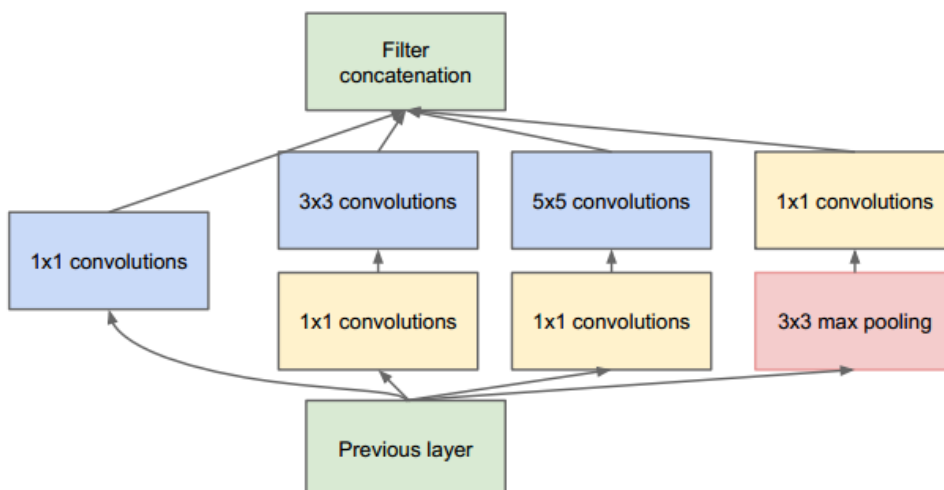 Filter
concatenation
3x3 convolutions
5x5 convolutions
1x1 convolutions
1x1 convolutions
1x1 convolutions
1x1 convolutions
3x3 max pooling
Previous layer